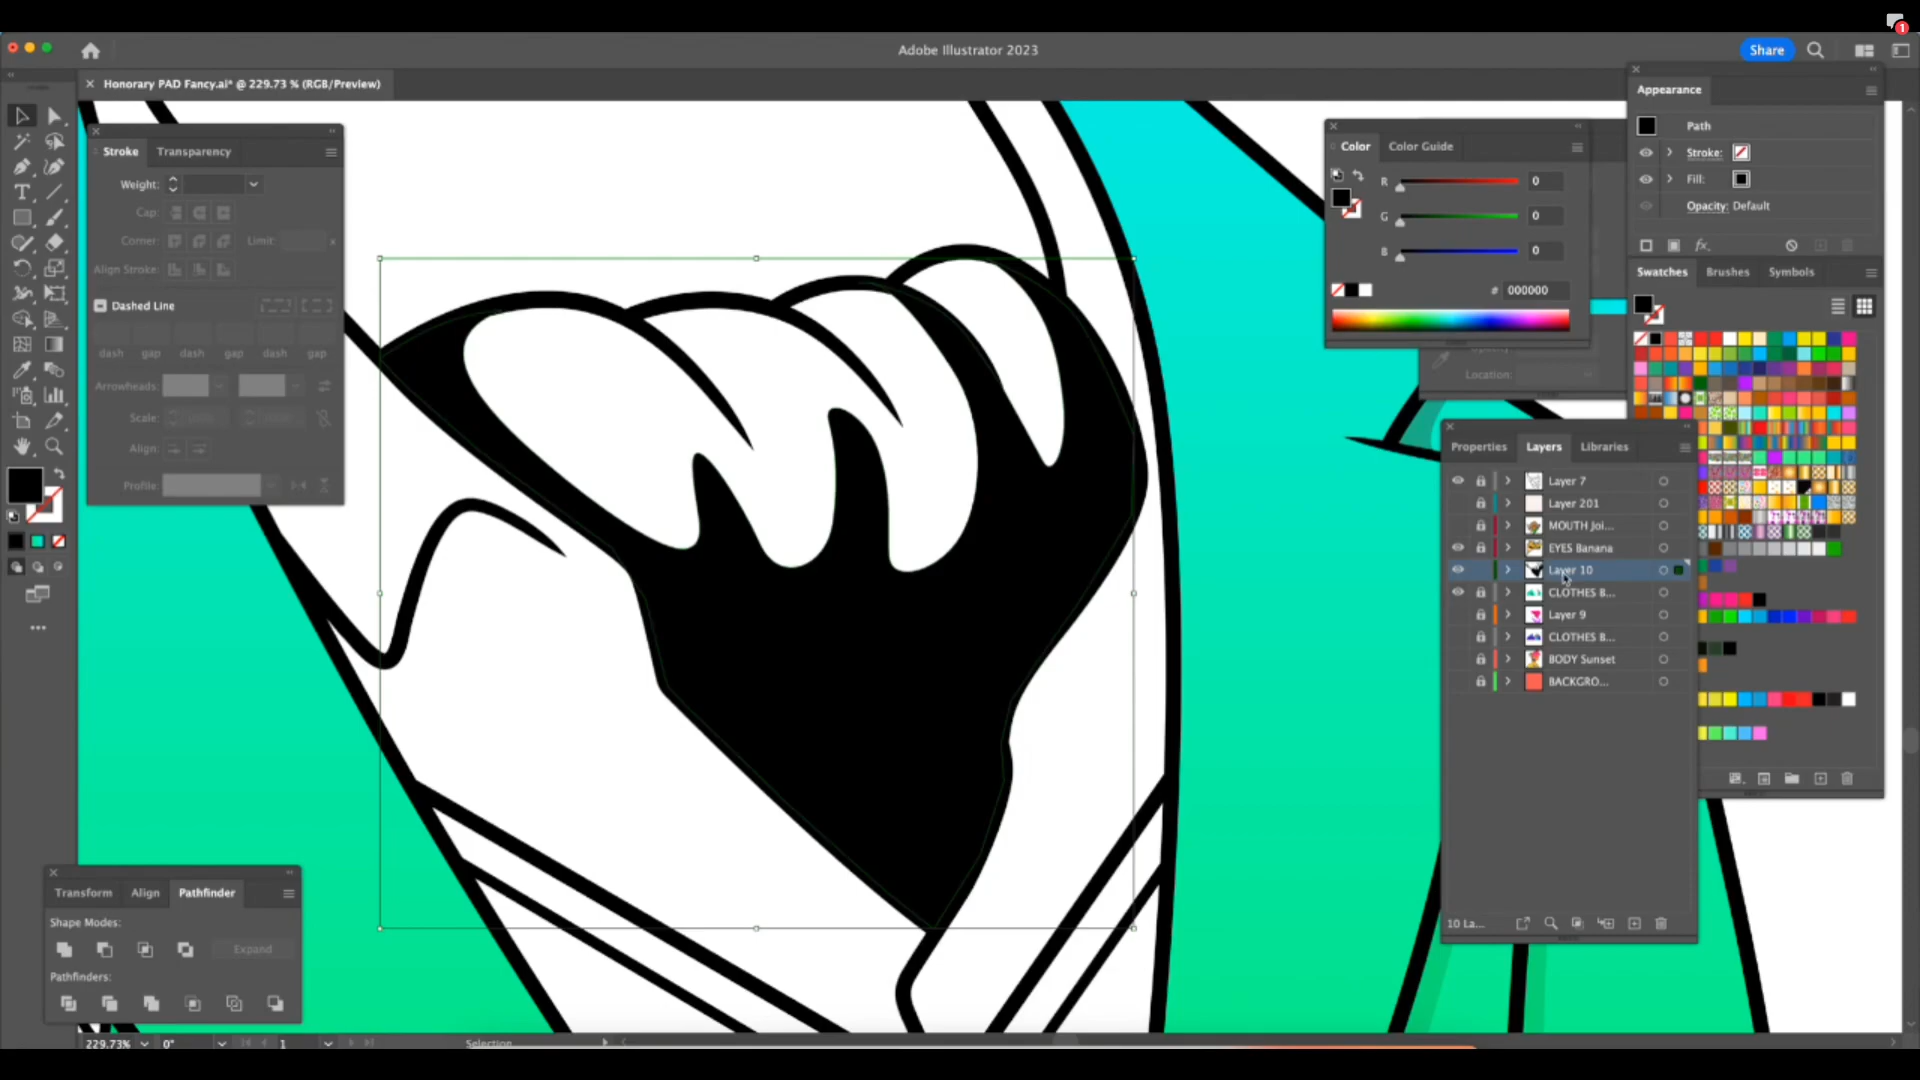 1
Adobe Illustrator 2023
Share
Honorary PAD Fancy.ai* @ 229.73 % (RGB/Preview)
Stroke
Transparency
Weight:
Cap:
Corner:
Limit:
x
Align Stroke:
Dashed Line
dash gap dash gap dash gap
Arrowheads:
Scale:
Align:
Profile:
Color
Color Guide
R 0
G 0
B 0
# 000000
Location:
Appearance
Path
Stroke:
Fill:
Opacity: Default
fx
Swatches
Brushes
Symbols
Properties
Layers
Libraries
Layer 7
Layer 201
MOUTH Joi...
EYES Banana
Layer 10
CLOTHES B...
Layer 9
CLOTHES B...
BODY Sunset
BACKGRO...
10 La...
Transform
Align
Pathfinder
Shape Modes:
Expand
Pathfinders:
229.73%
0°
1
Selection